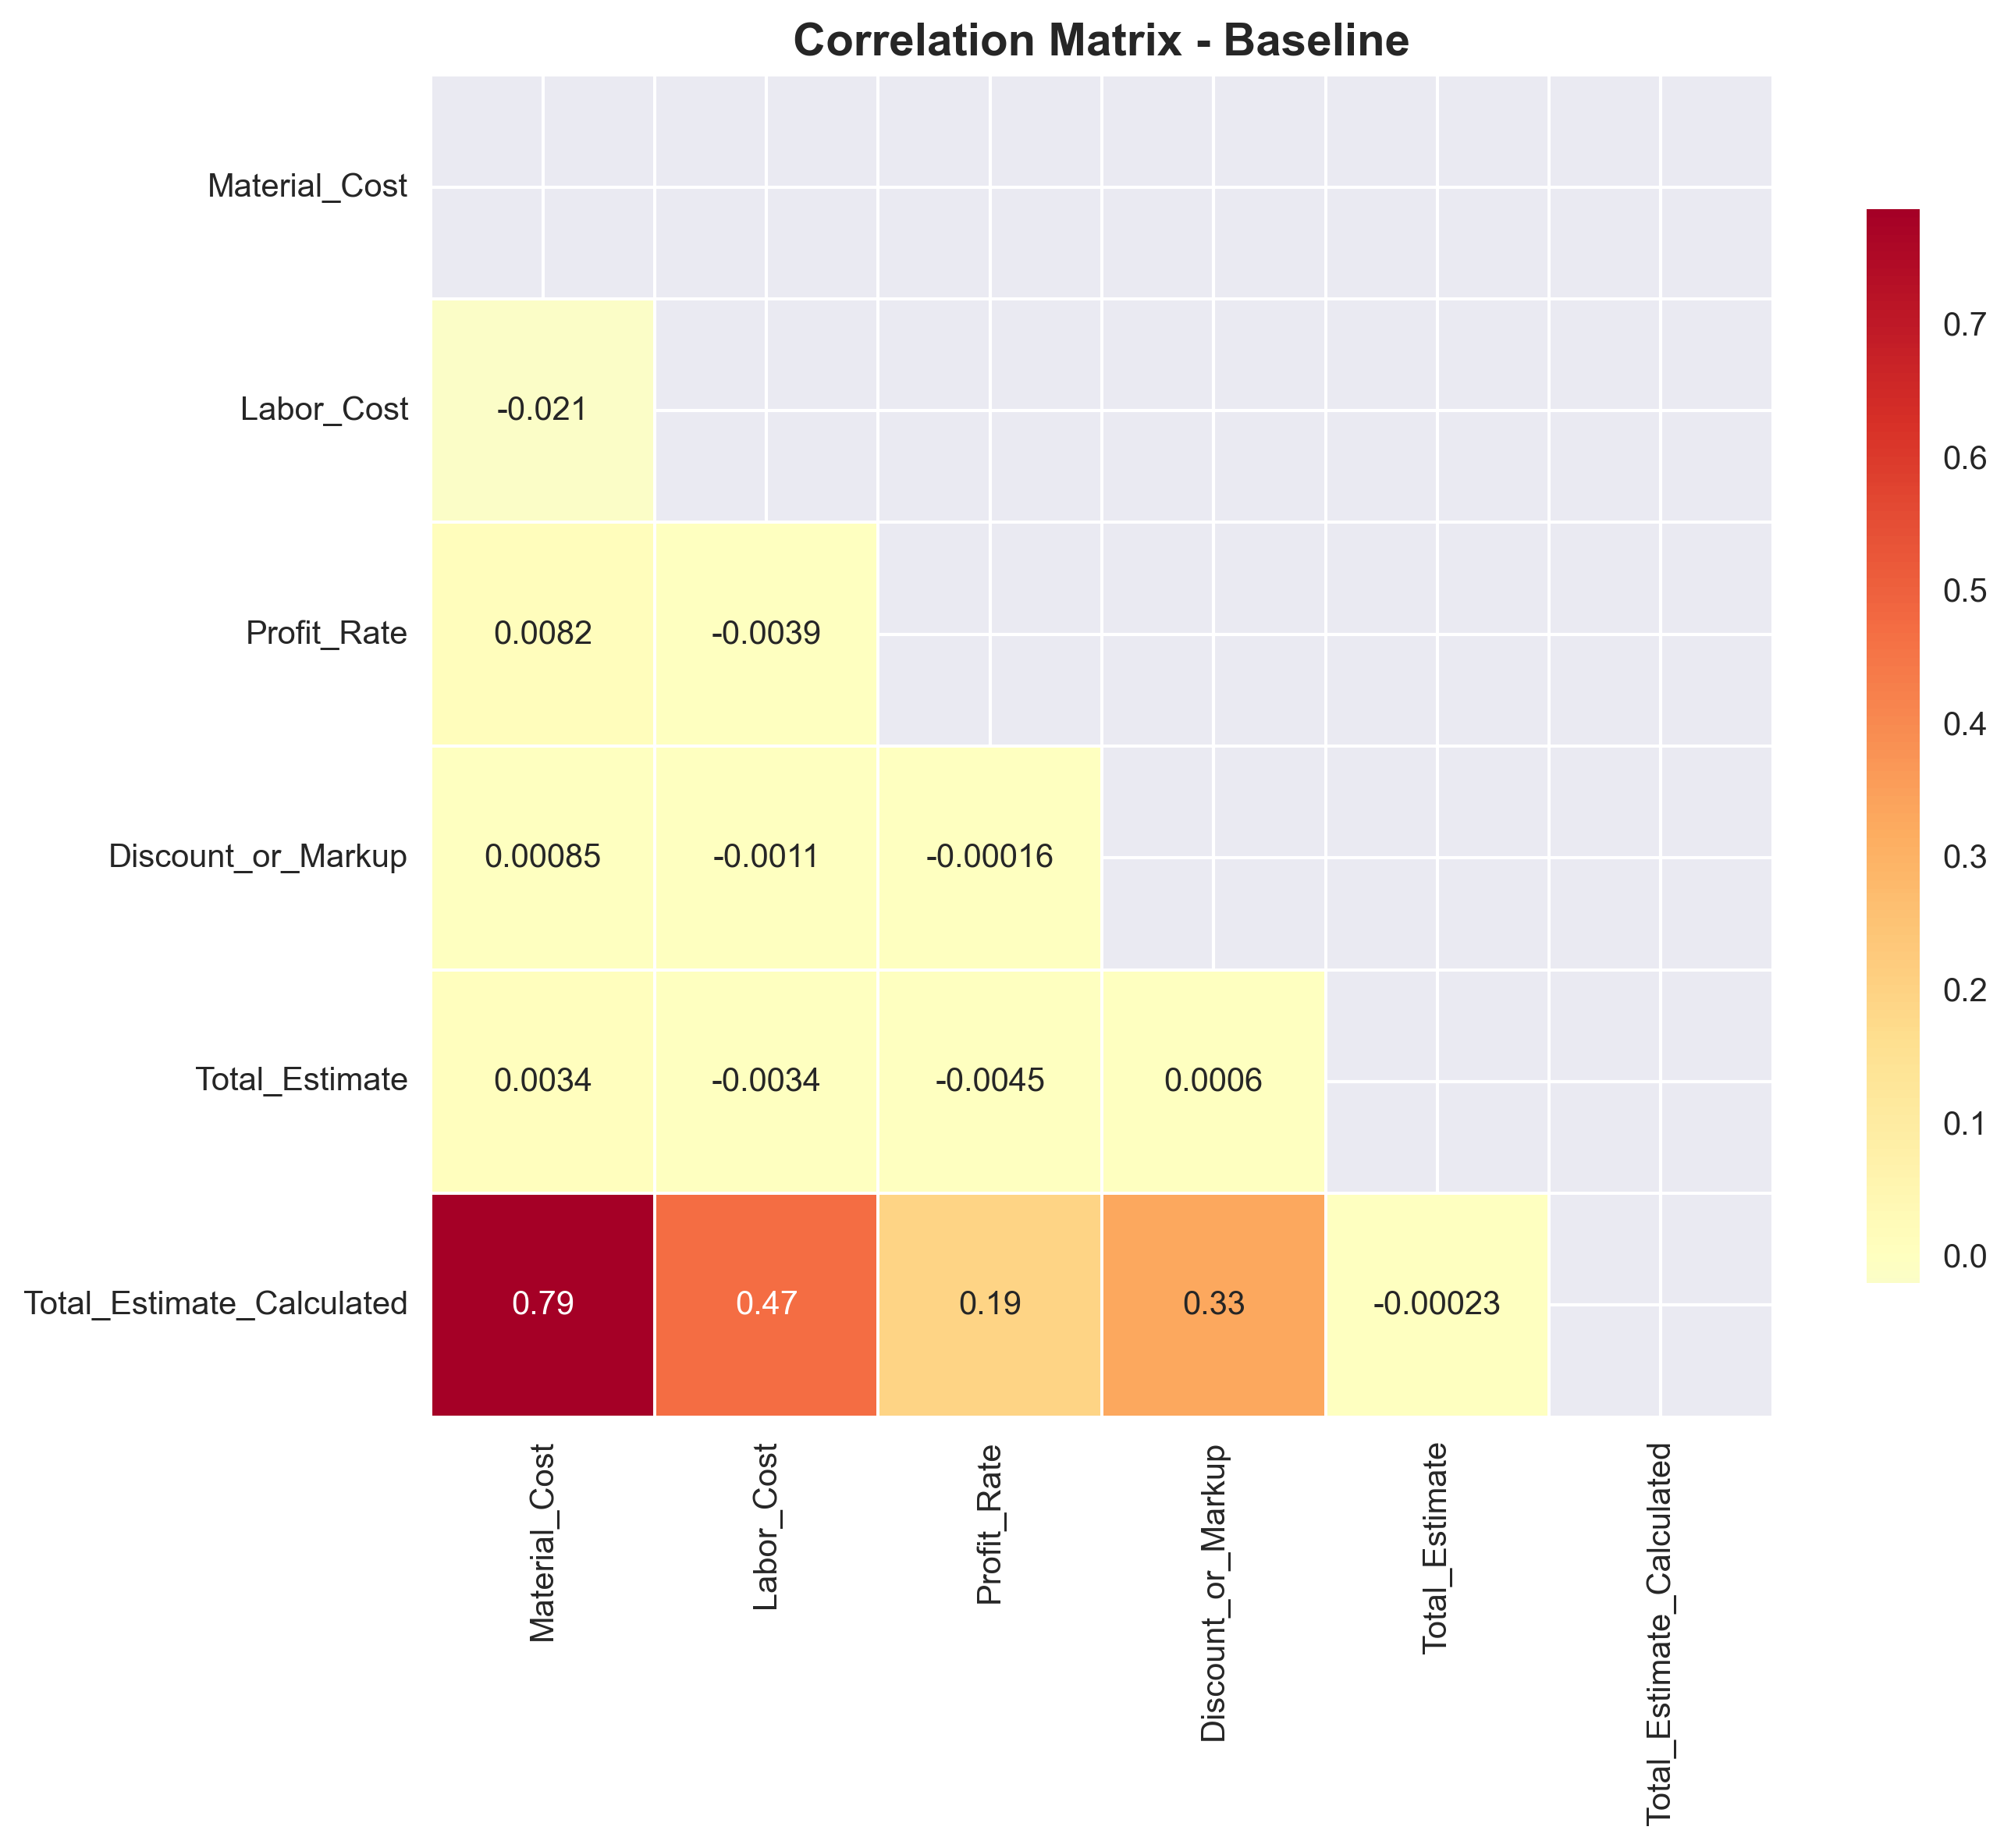 Correlation Matrix - Baseline
Material_Cost
Labor_Cost
-0.021
Profit_Rate
0.0082
-0.0039
Discount_or_Markup
0.00085
-0.0011
-0.00016
Total_Estimate
0.0034
-0.0034
-0.0045
0.0006
Total_Estimate_Calculated
0.79
0.47
0.19
0.33
-0.00023
Material_Cost
Labor_Cost
Profit_Rate
Discount_or_Markup
Total_Estimate
Total_Estimate_Calculated
0.7
0.6
0.5
0.4
0.3
0.2
0.1
0.0